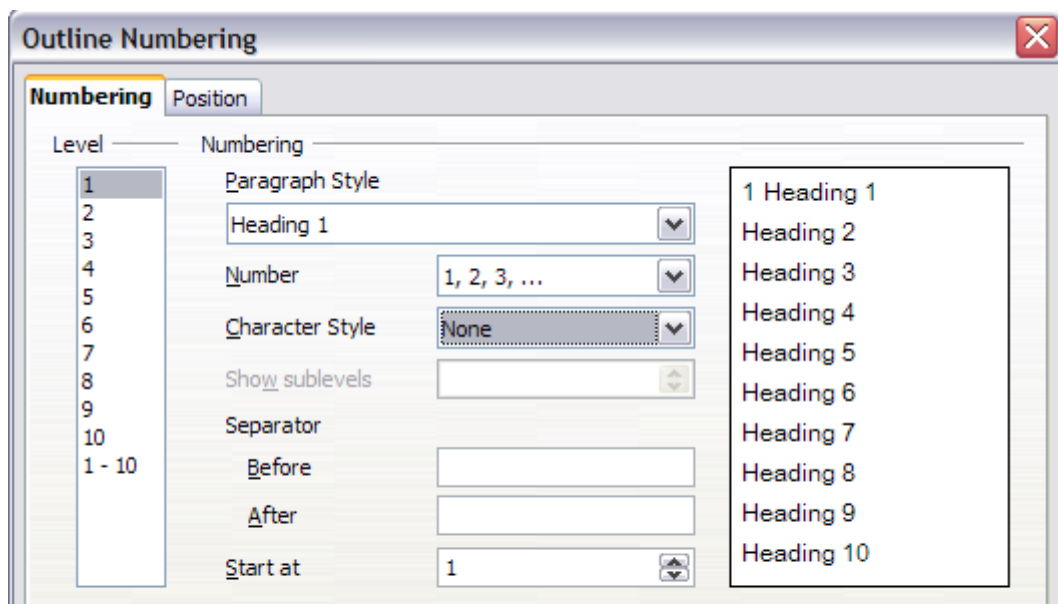 Outline Numbering
Numbering Position
Level Numbering
1
2
3
4
5
6
7
8
9
10
1 - 10
Paragraph Style
Heading 1
Number 1, 2, 3, ...
Character Style None
Show sublevels
Separator
Before
After
Start at 1
1 Heading 1
Heading 2
Heading 3
Heading 4
Heading 5
Heading 6
Heading 7
Heading 8
Heading 9
Heading 10